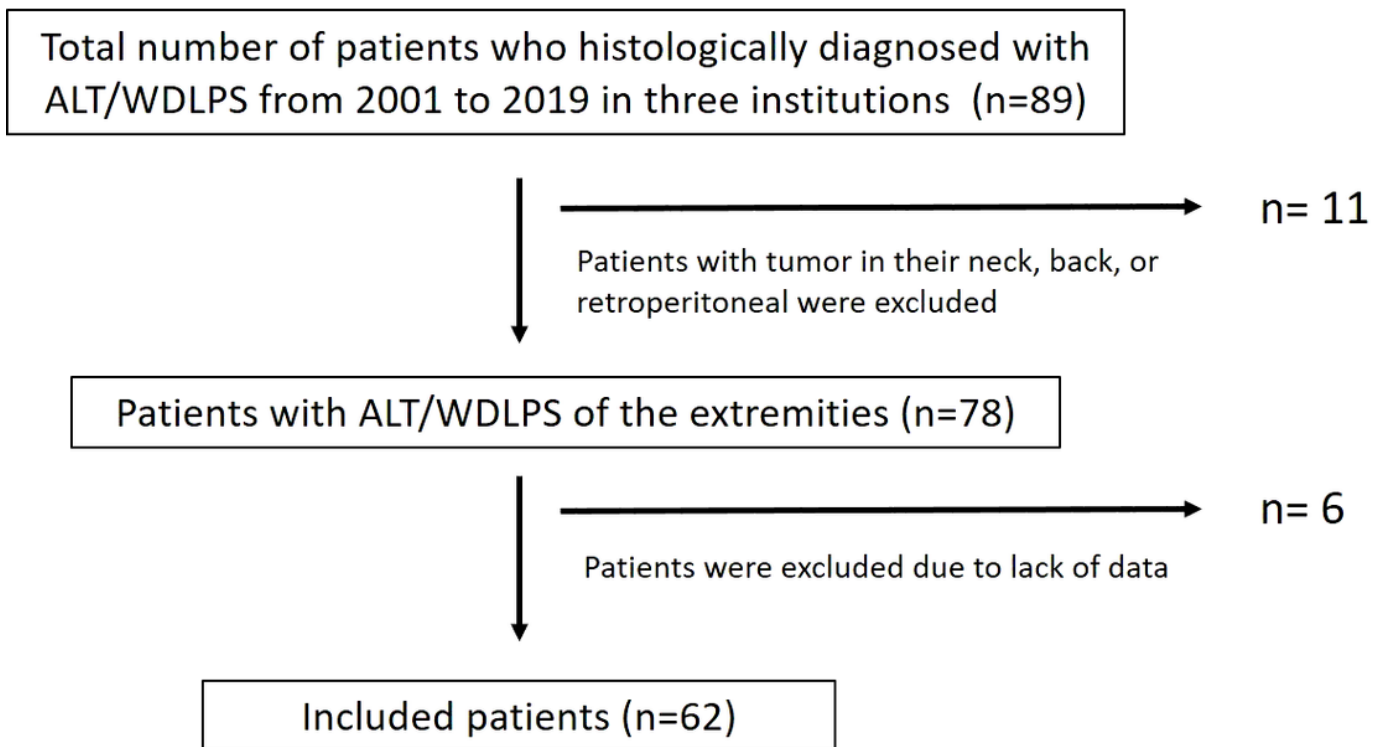 Total number of patients who histologically diagnosed with
ALT/WDLPS from 2001 to 2019 in three institutions (n=89)
n= 11
Patients with tumor in their neck, back, or
retroperitoneal were excluded
Patients with ALT/WDLPS of the extremities (n=78)
n= 6
Patients were excluded due to lack of data
Included patients (n=62)